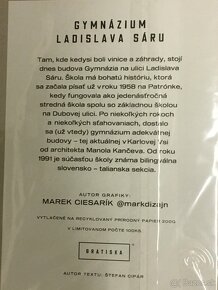 GYMNÁZIUM
LADISLAVA SÁRU
Tam, kde kedysi boli vinice a záhrady, stojí
dnes budova Gymnázia na ulici Ladislava
Sáru. Škola má bohatú históriu, ktorá
sa začala písať už v roku 1958 na Patrónke,
kedy fungovala ako jedenásťročná
stredná škola spolu so základnou školou
na Dubovej ulici. Po niekoľkých rokoch
a niekoľkých sťahovaniach, dostali
sa (už vtedy) gymnázium adekvátnej
budovy – tej aktuálnej v Karlovej Vsi
od architekta Manola Kančeva. Od roku
1991 je súčasťou školy známa bilingválna
slovensko – talianska sekcia.
AUTOR GRAFIKY:
MAREK CIESARIK @markdizajn
VYTLAČENÉ NA RECYKLOVANÝ PRÍRODNÝ PAPIER 200G
V LIMITOVANOM POČTE 100KS
GRATISKA
AUTOR TEXTU: ŠTEFAN CIPÁR